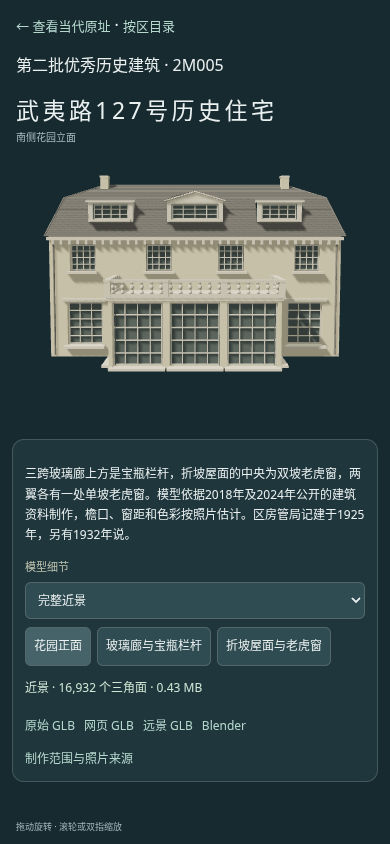 ← 查看当代原址 · 按区目录
第二批优秀历史建筑 · 2M005
武夷路127号历史住宅
南侧花园立面
三跨玻璃廊上方是宝瓶栏杆，折坡屋面的中央为双坡老虎窗，两
翼各有一处单坡老虎窗。模型依据2018年及2024年公开的建筑
资料制作，檐口、窗距和色彩按照片估计。区房管局记建于1925
年，另有1932年说。
模型细节
完整近景
花园正面 玻璃廊与宝瓶栏杆 折坡屋面与老虎窗
近景 · 16,932 个三角面 · 0.43 MB
原始 GLB 网页 GLB 远景 GLB Blender
制作范围与照片来源
拖动旋转 · 滚轮或双指缩放